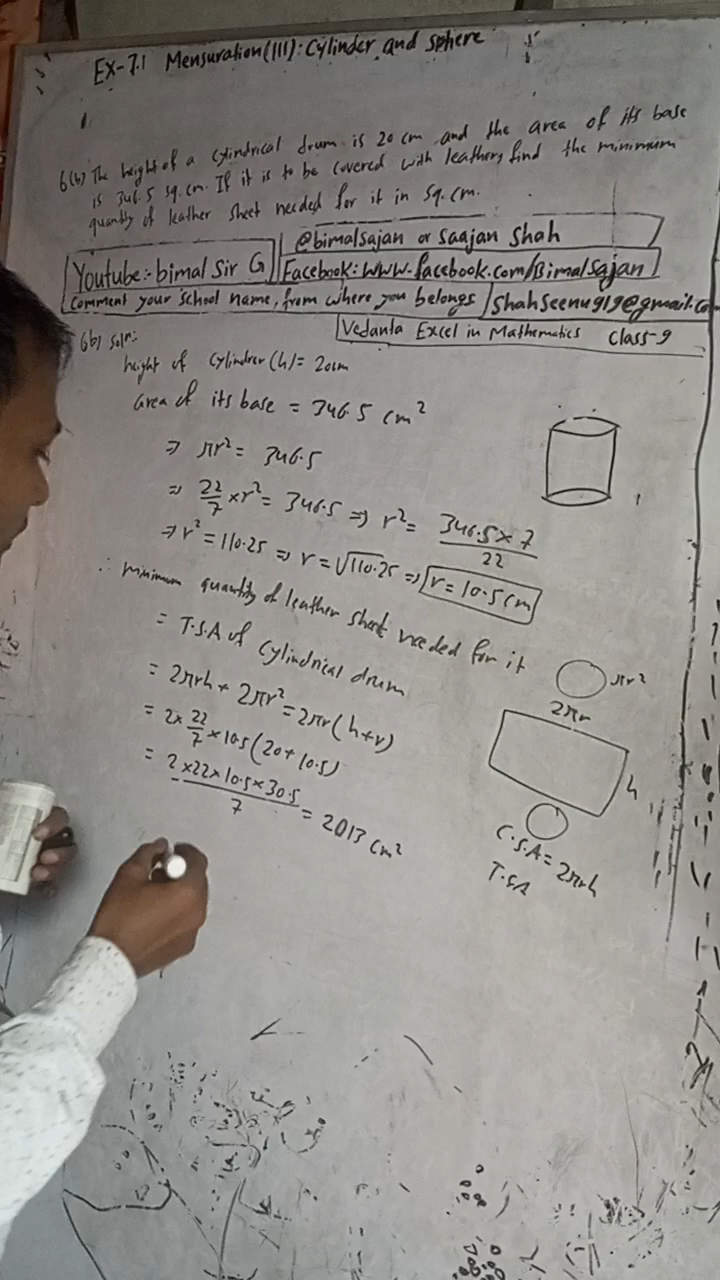 Ex-7.1 Mensuration(III): Cylinder and sphere
6(b) The height of a cylindrical drum is 20 cm and the area of its base
is 346.5 sq. cm. If it is to be covered with leathers, find the minimum
quantity of leather sheet needed for it in sq. cm.
@bimalsajan or Saajan Shah
Youtube:- bimal Sir G
Facebook: www.facebook.com/Bimalsajan
Comment your school name, from where you belongs
shahseenu919@gmail.co
Vedanta Excel in Mathematics Class-9
6b) Soln:
height of cylinder (h) = 20cm
area of its base = 346.5 cm²
⇒ πr² = 346.5
⇒ 22/7 × r² = 346.5 ⇒ r² = 346.5×7/22
⇒ r² = 110.25 ⇒ r = √110.25 ⇒ r = 10.5 cm
∴ minimum quantity of leather sheet needed for it
= T.S.A of cylindrical drum
= 2πrh + 2πr² = 2πr(h+r)
= 2× 22/7 ×10.5(20+10.5)
= 2×22×10.5×30.5/7 = 2013 cm²
πr²
2πr
h
C.S.A = 2πrh
T.S.A